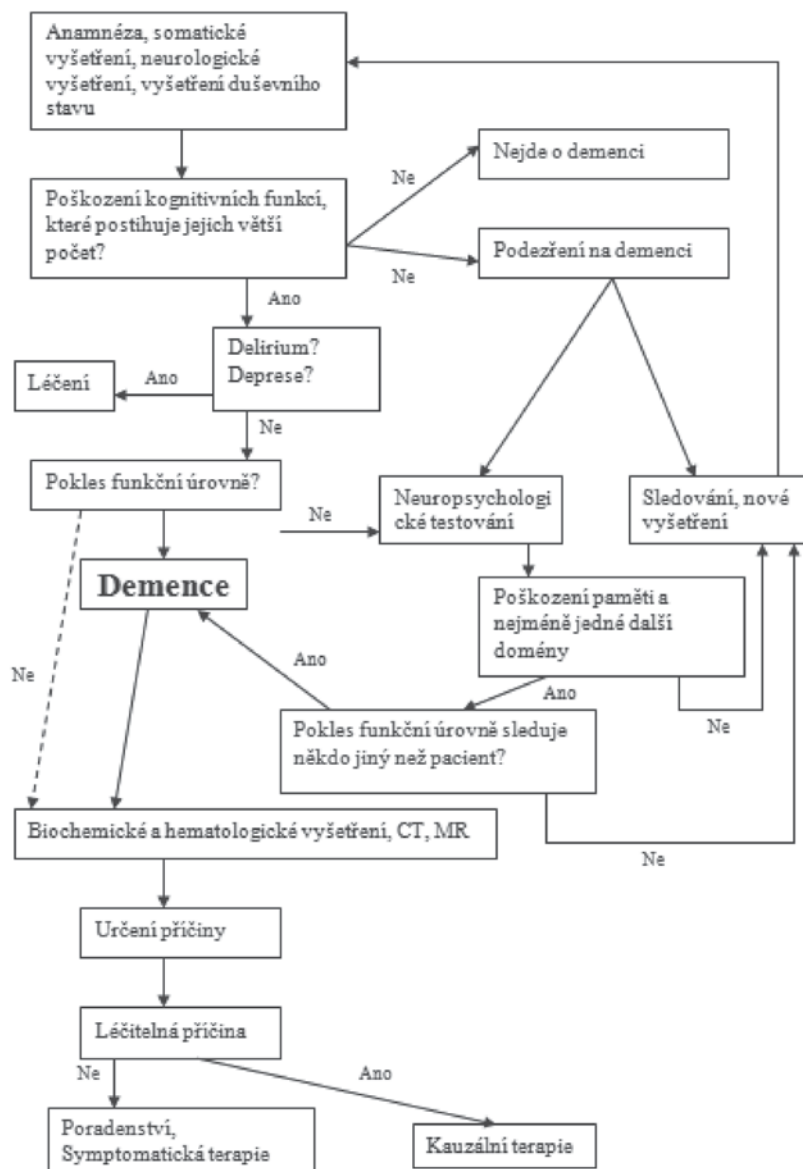 Anamnéza, somatické
vyšetření, neurologické
vyšetření, vyšetření duševního
stavu
Ne
Nejde o demenci
Poškození kognitivních funkcí,
které postihuje jejich větší
počet?
Podezření na demenci
Ne
Ano
Delirium?
Deprese?
Ano
Léčení
Ne
Pokles funkční úrovně?
Ne
Neuropsychologi
cké testování
Sledování, nové
vyšetření
Demence
Poškození paměti a
nejméně jedné další
domény
Ne
Ano
Ano
Ne
Pokles funkční úrovně sleduje
někdo jiný než pacient?
Biochemické a hematologické vyšetření, CT, MR
Ne
Určení příčiny
Léčitelná příčina
Ne
Ano
Poradenství,
Symptomatická terapie
Kauzální terapie